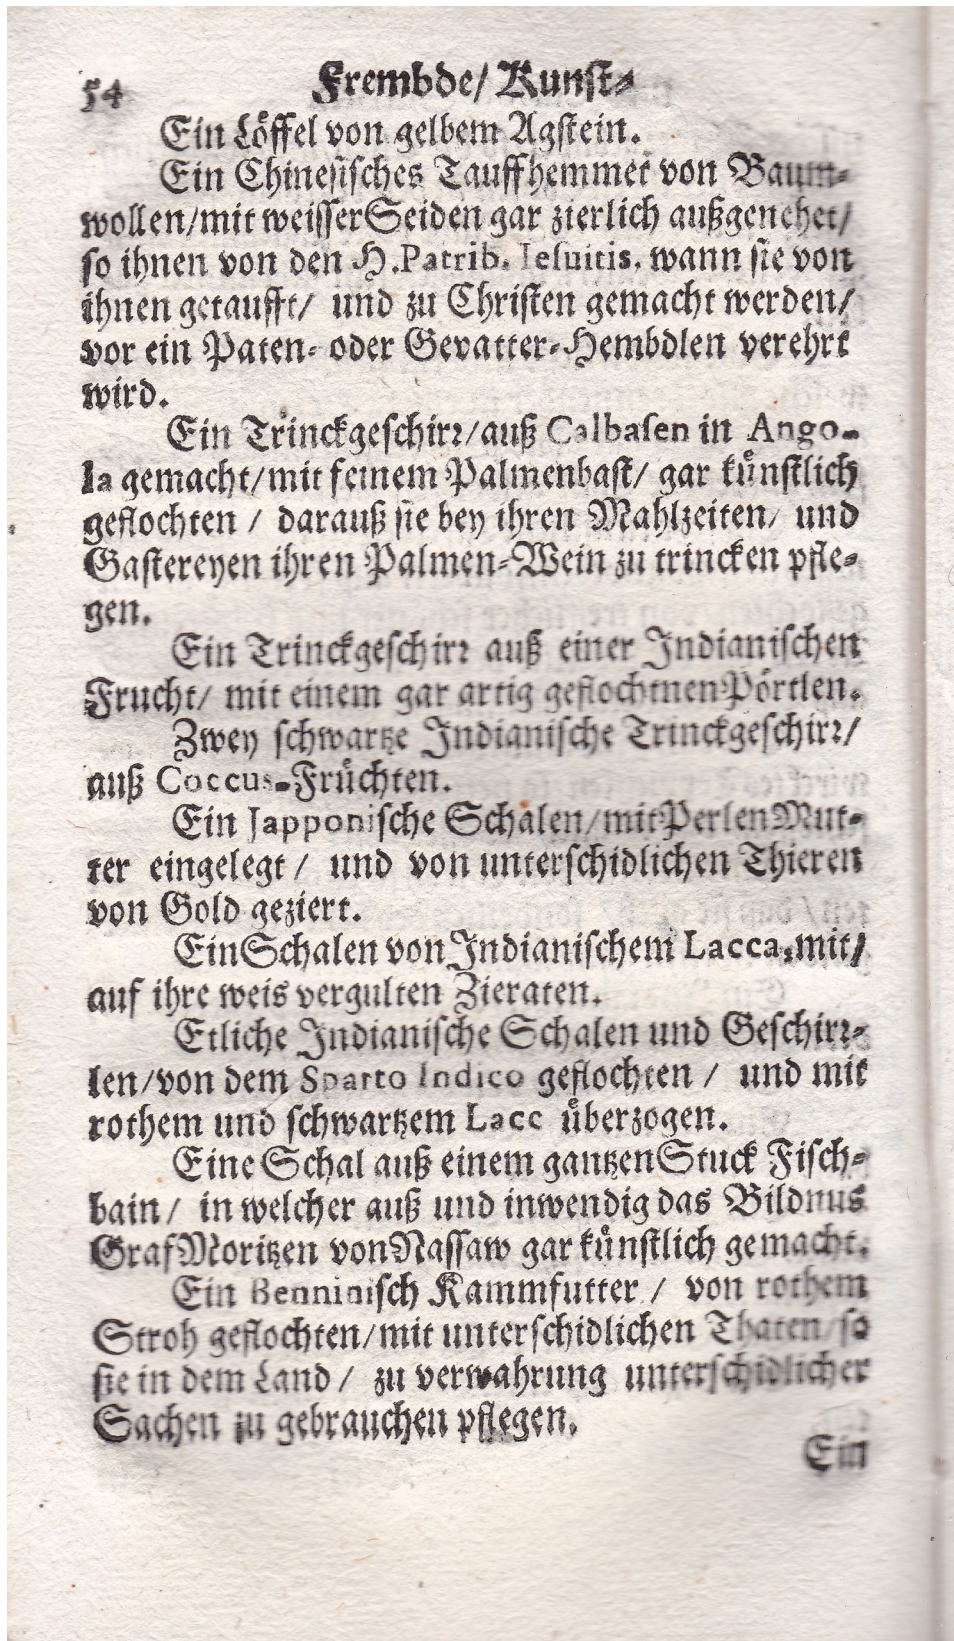 54 Frembde/ Kunst-
Ein Löffel von gelbem Agstein.
Ein Chinesisches Tauffhemmet von Baum-
wollen/mit weisser Seiden gar zierlich außgenehet/
so ihnen von den H. Patrib. Iesuitis, wann sie von
ihnen getaufft/ und zu Christen gemacht werden/
vor ein Paten- oder Gevatter-Hembdlen verehrt
wird.
Ein Trinckgeschirr/auß Calbasen in Ango-
la gemacht/mit feinem Palmenbast/ gar künstlich
geflochten / darauß sie bey ihren Mahlzeiten/ und
Gastereyen ihren Palmen-Wein zu trincken pfle-
gen.
Ein Trinckgeschirr auß einer Indianischen
Frucht/ mit einem gar artig geflochtnen Pörtlen.
Zwey schwartze Indianische Trinckgeschirr/
auß Coccus-Früchten.
Ein Japponische Schalen/mit Perlen Mut-
ter eingelegt / und von unterschidlichen Thieren
von Gold geziert.
Ein Schalen von Indianischem Lacca, mit/
auf ihre weis vergulten Zieraten.
Etliche Indianische Schalen und Geschirr-
len/von dem Sparto Indico geflochten / und mit
rothem und schwartzem Lacc überzogen.
Eine Schal auß einem gantzen Stuck Fisch-
bain/ in welcher auß und inwendig das Bildnus
Graf Moritzen von Nassaw gar künstlich gemacht.
Ein Benninisch Kammfutter / von rothem
Stroh geflochten/mit unterschidlichen Thaten/so
sie in dem Land / zu verwahrung unterschidlicher
Sachen zu gebrauchen pflegen.
Ein